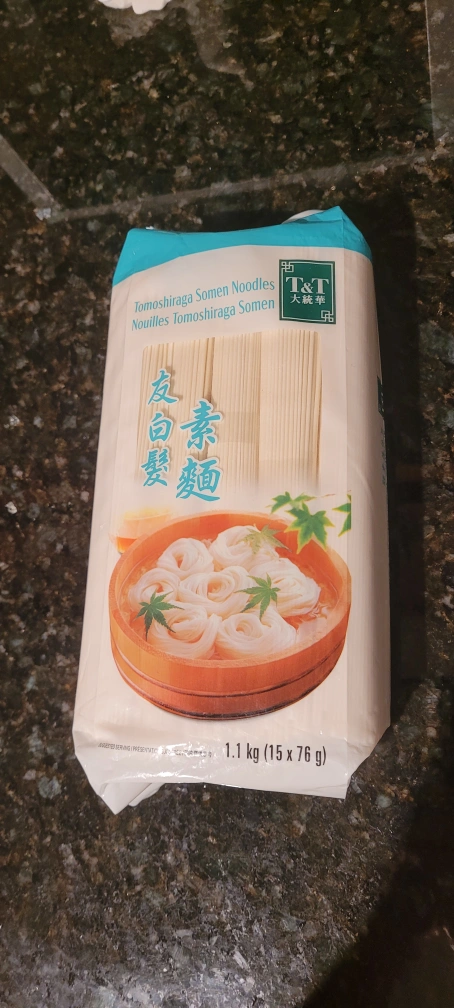 Tomoshiraga Somen Noodles
Nouilles Tomoshiraga Somen
T&T
大統華
友白髮
素麵
1.1 kg (15 x 76 g)